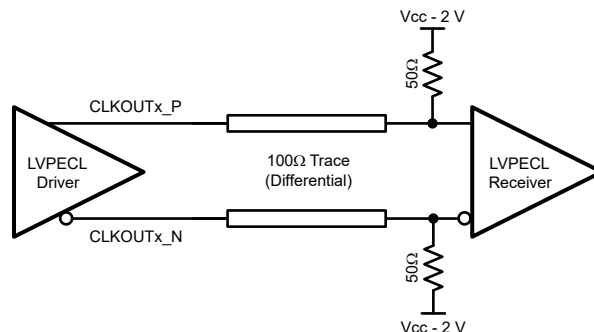 Vcc - 2 V
50Ω
CLKOUTx_P
LVPECL
Driver
100Ω Trace
(Differential)
LVPECL
Receiver
CLKOUTx_N
50Ω
Vcc - 2 V